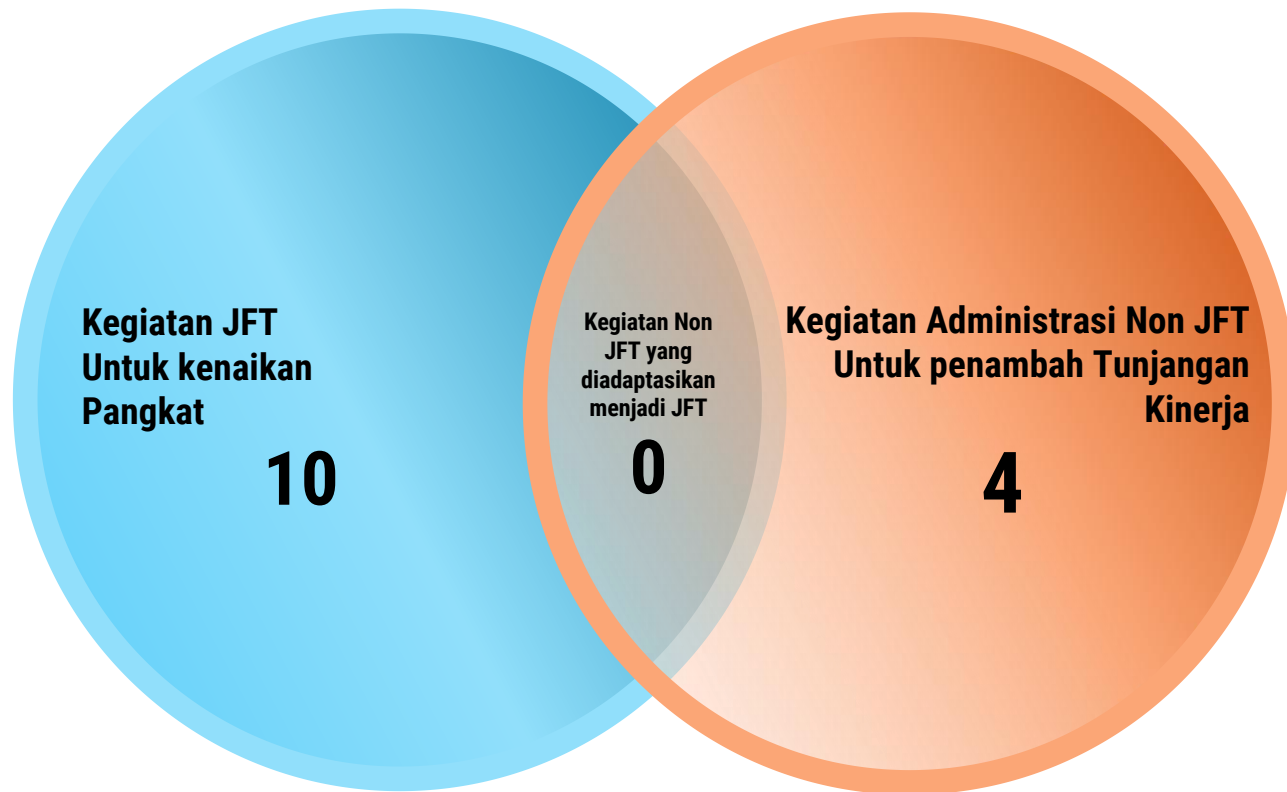 Kegiatan JFT
Untuk kenaikan
Pangkat
10
Kegiatan Non
JFT yang
diadaptasikan
menjadi JFT
0
Kegiatan Administrasi Non JFT
Untuk penambah Tunjangan
Kinerja
4